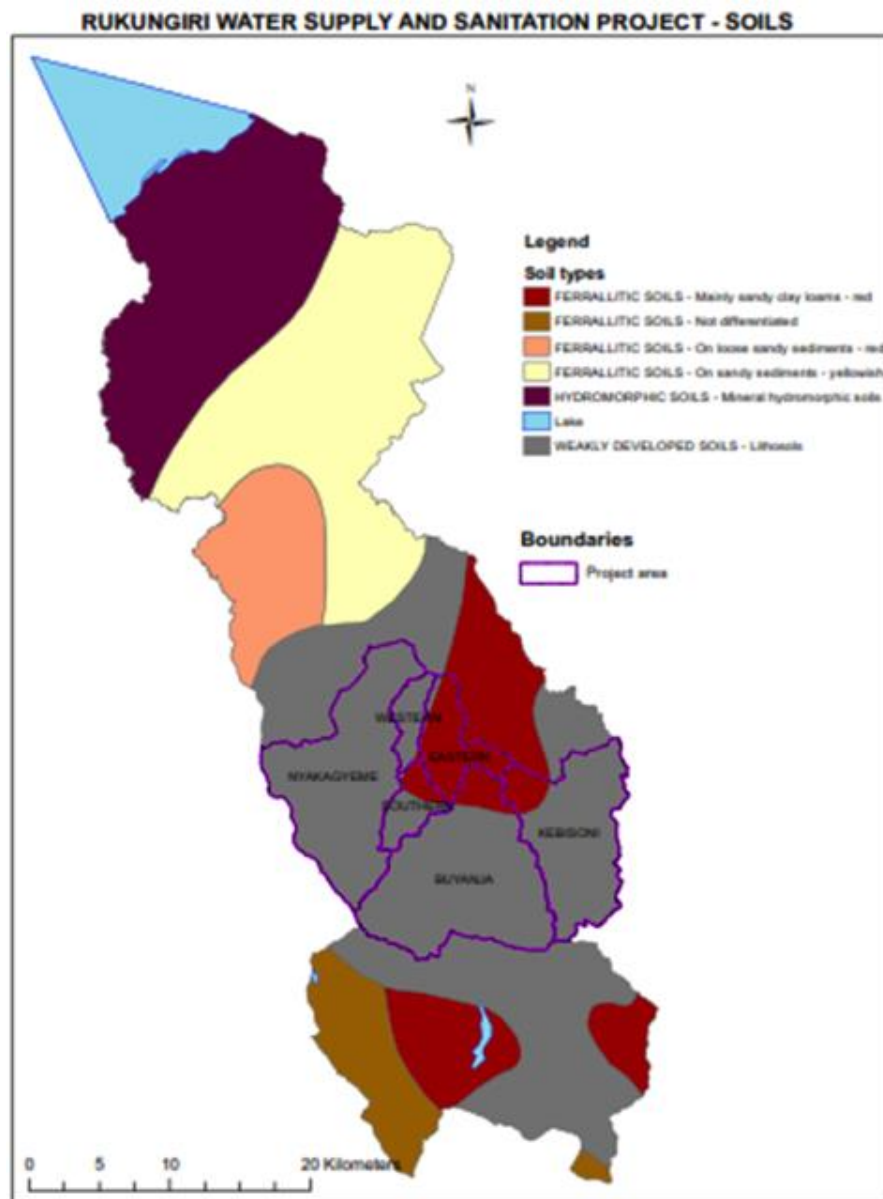 RUKUNGIRI WATER SUPPLY AND SANITATION PROJECT - SOILS
N
Legend
Soil types
FERRALLITIC SOILS - Mainly sandy clay loams - red
FERRALLITIC SOILS - Not differentiated
FERRALLITIC SOILS - On loose sandy sediments - red
FERRALLITIC SOILS - On sandy sediments - yellowish
HYDROMORPHIC SOILS - Mineral hydromorphic soils
Lake
WEAKLY DEVELOPED SOILS - Lithosols
Boundaries
Project area
WESTERN
EASTERN
NYAKAGYEME
SOUTHERN
KEBISONI
BUYANJA
0 5 10 20 Kilometers